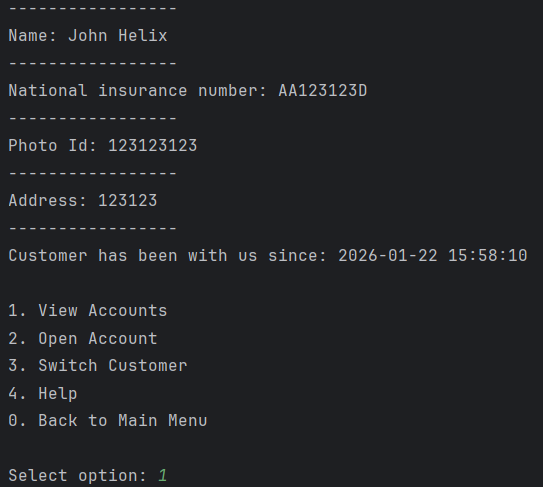 -----------------
Name: John Helix
-----------------
National insurance number: AA123123D
-----------------
Photo Id: 123123123
-----------------
Address: 123123
-----------------
Customer has been with us since: 2026-01-22 15:58:10
1. View Accounts
2. Open Account
3. Switch Customer
4. Help
0. Back to Main Menu
Select option: 1